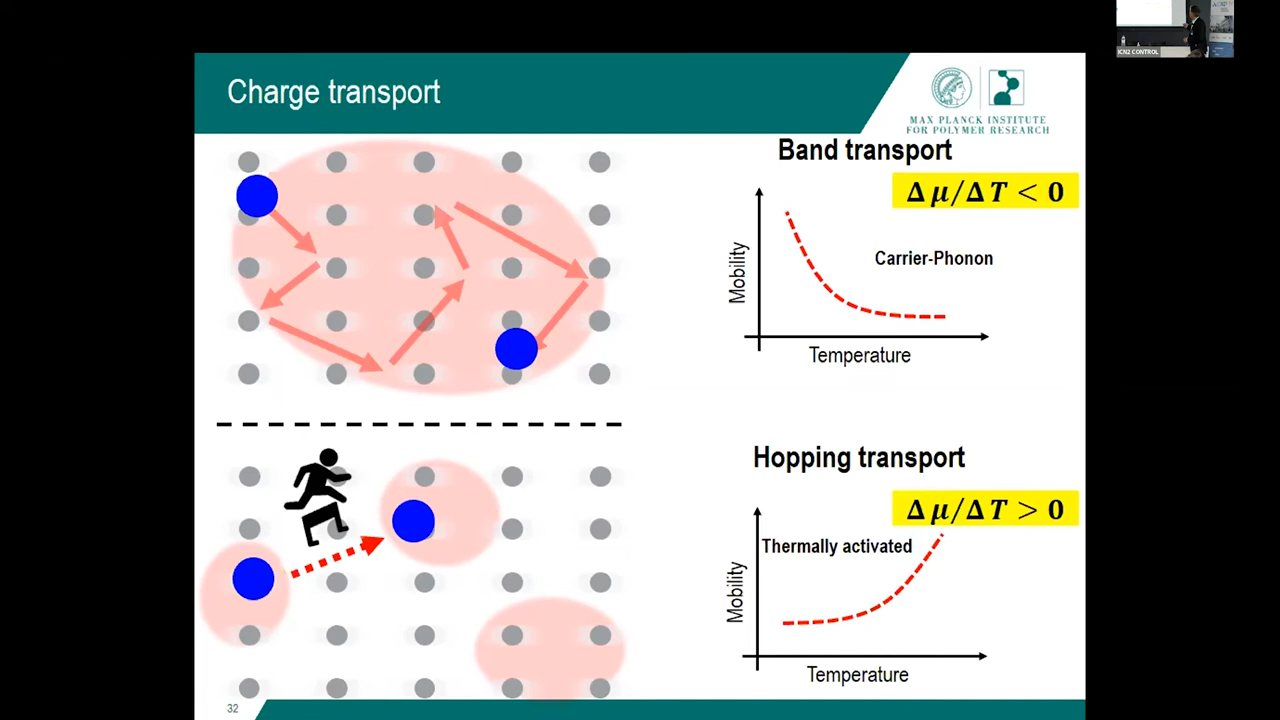 Charge transport
MAX PLANCK INSTITUTE
FOR POLYMER RESEARCH
Band transport
Δ μ/Δ T < 0
Carrier-Phonon
Mobility
Temperature
Hopping transport
Δ μ/Δ T > 0
Thermally activated
Mobility
Temperature
32
ICN2 CONTROL